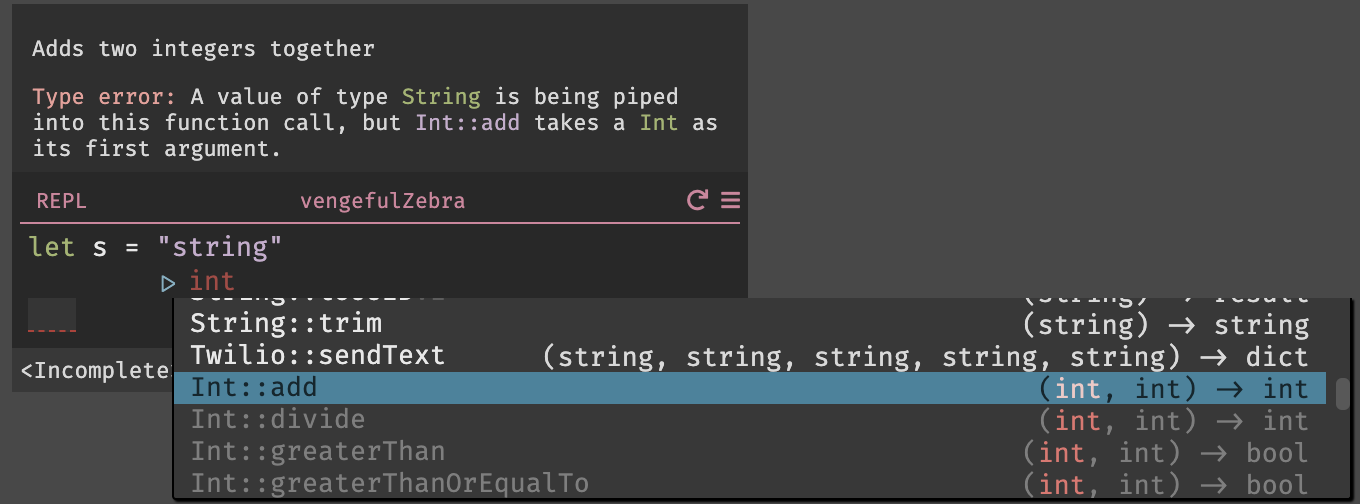 Adds two integers together
Type error: A value of type String is being piped
into this function call, but Int::add takes a Int as
its first argument.
REPL vengefulZebra
let s = "string"
int
String::trim (string) -> string
Twilio::sendText (string, string, string, string, string) -> dict
<Incomplete
Int::add (int, int) -> int
Int::divide (int, int) -> int
Int::greaterThan (int, int) -> bool
Int::greaterThanOrEqualTo (int, int) -> bool